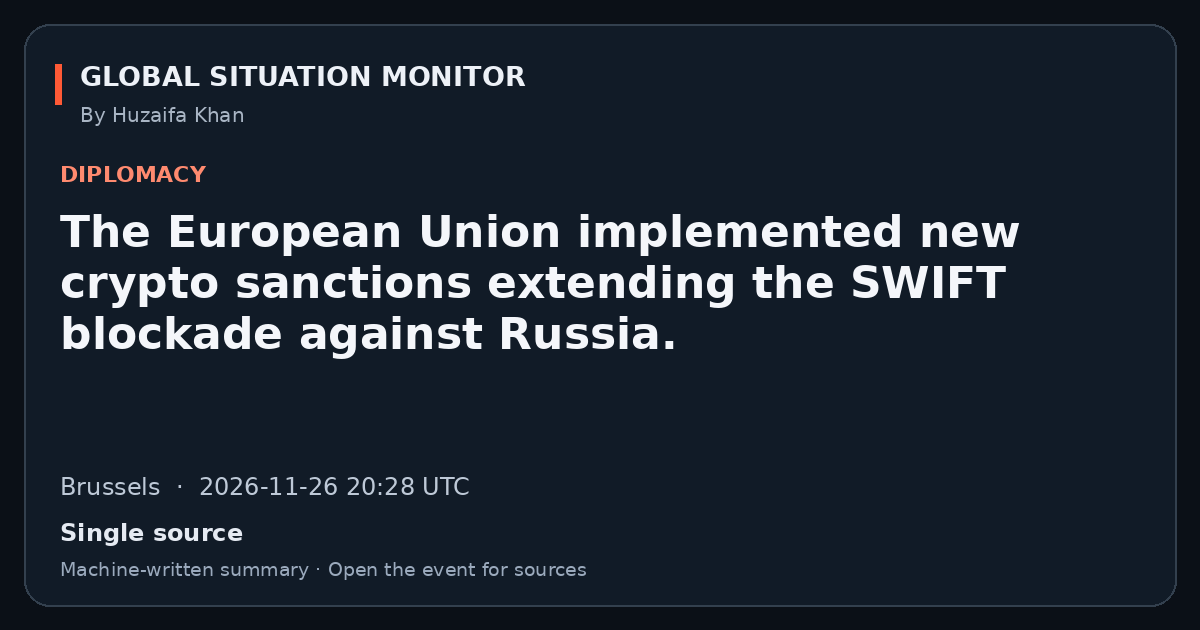 GLOBAL SITUATION MONITOR
By Huzaifa Khan
DIPLOMACY
The European Union implemented new
crypto sanctions extending the SWIFT
blockade against Russia.
Brussels · 2026-11-26 20:28 UTC
Single source
Machine-written summary · Open the event for sources